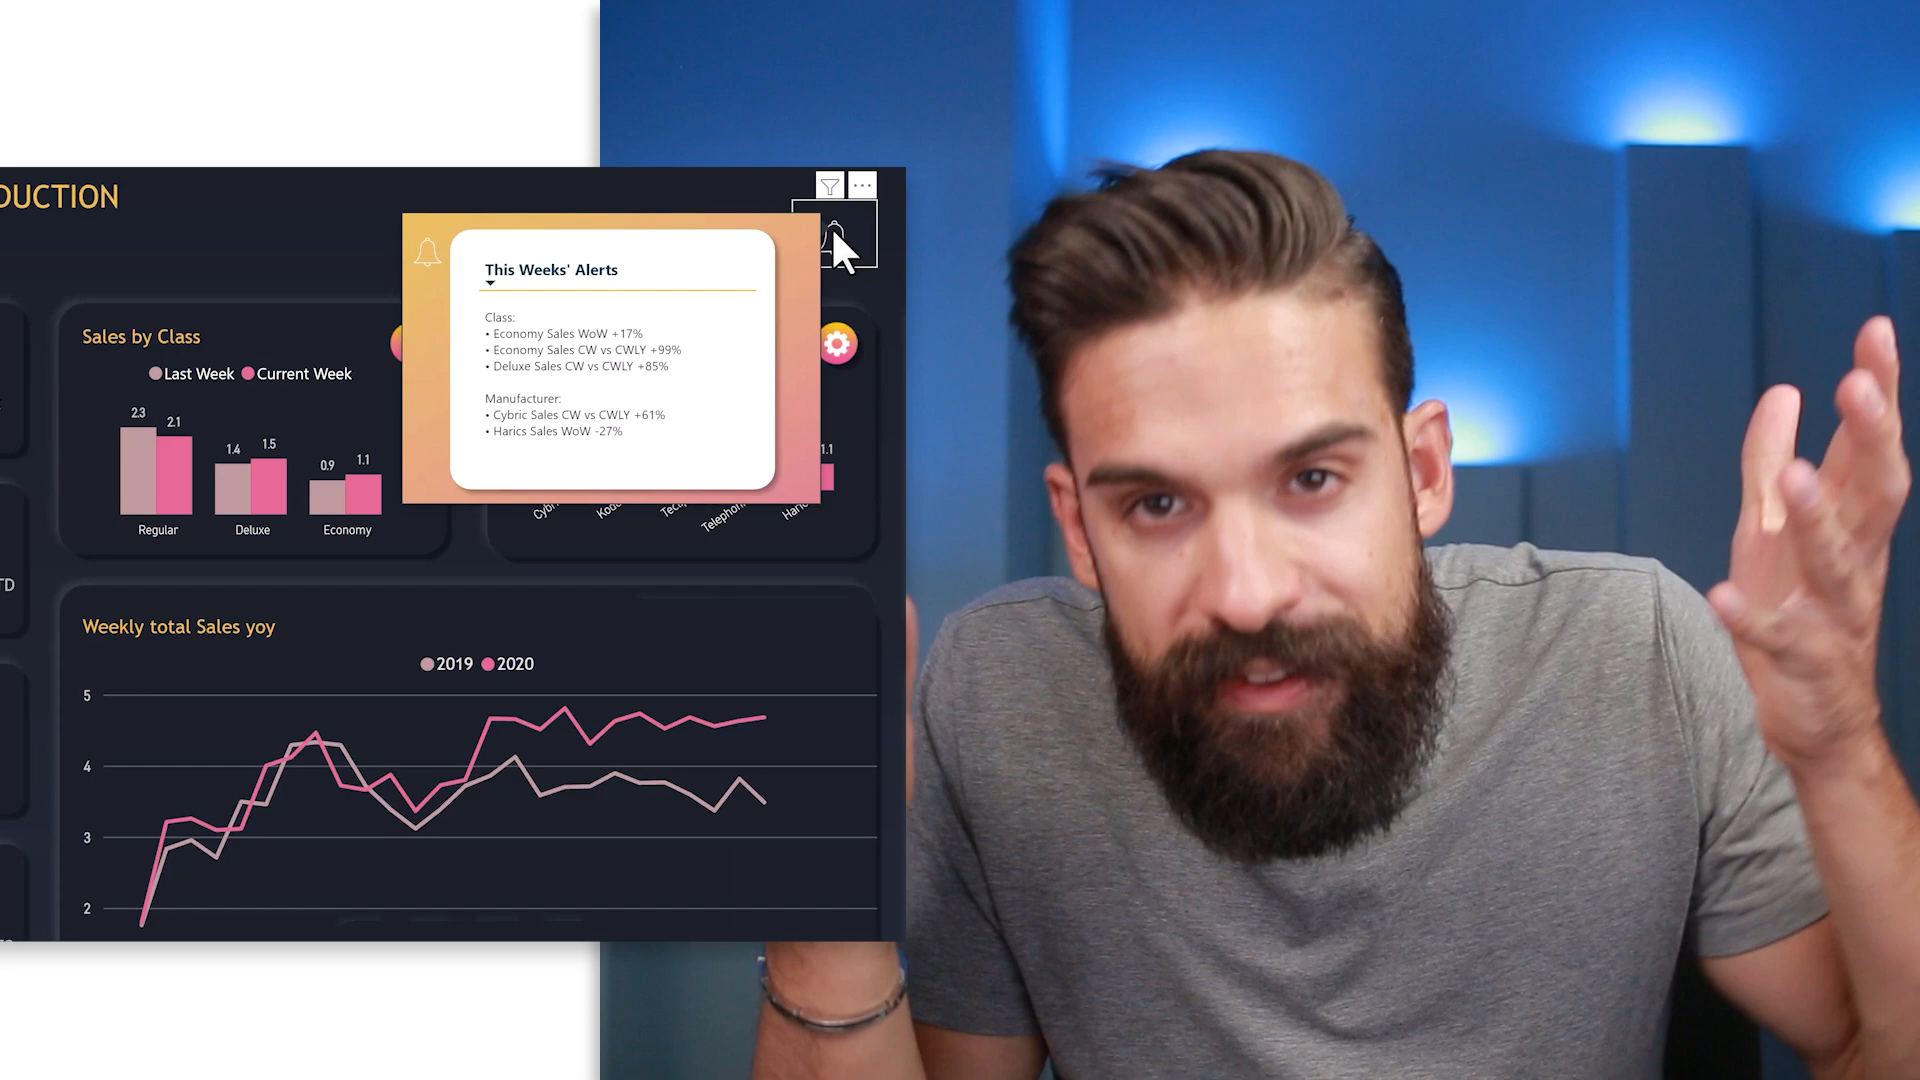 DUCTION
This Weeks' Alerts
Class:
• Economy Sales WoW +17%
• Economy Sales CW vs CWLY +99%
• Deluxe Sales CW vs CWLY +85%
Manufacturer:
• Cybric Sales CW vs CWLY +61%
• Harics Sales WoW -27%
Sales by Class
Last Week Current Week
2.3 2.1 1.4 1.5 0.9 1.1
Regular Deluxe Economy
1.1
TD
Weekly total Sales yoy
2019 2020
5
4
3
2